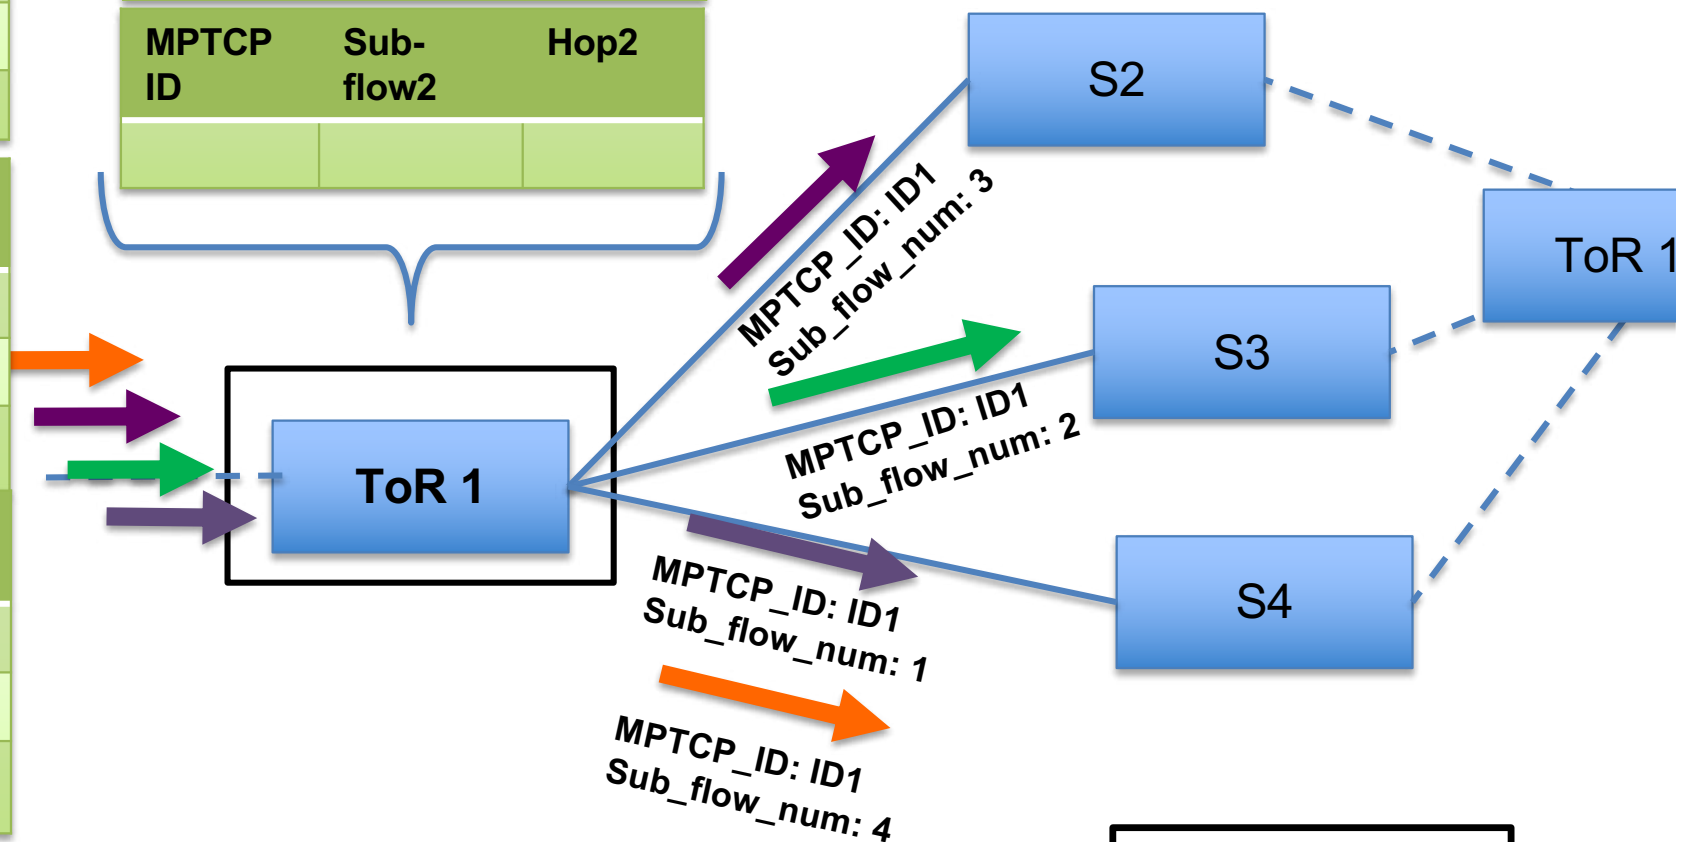 MPTCP
ID
Sub-
flow2
Hop2
S2
MPTCP_ID: ID1
Sub_flow_num: 3
ToR 1
S3
MPTCP_ID: ID1
Sub_flow_num: 2
ToR 1
S4
MPTCP_ID: ID1
Sub_flow_num: 1
MPTCP_ID: ID1
Sub_flow_num: 4